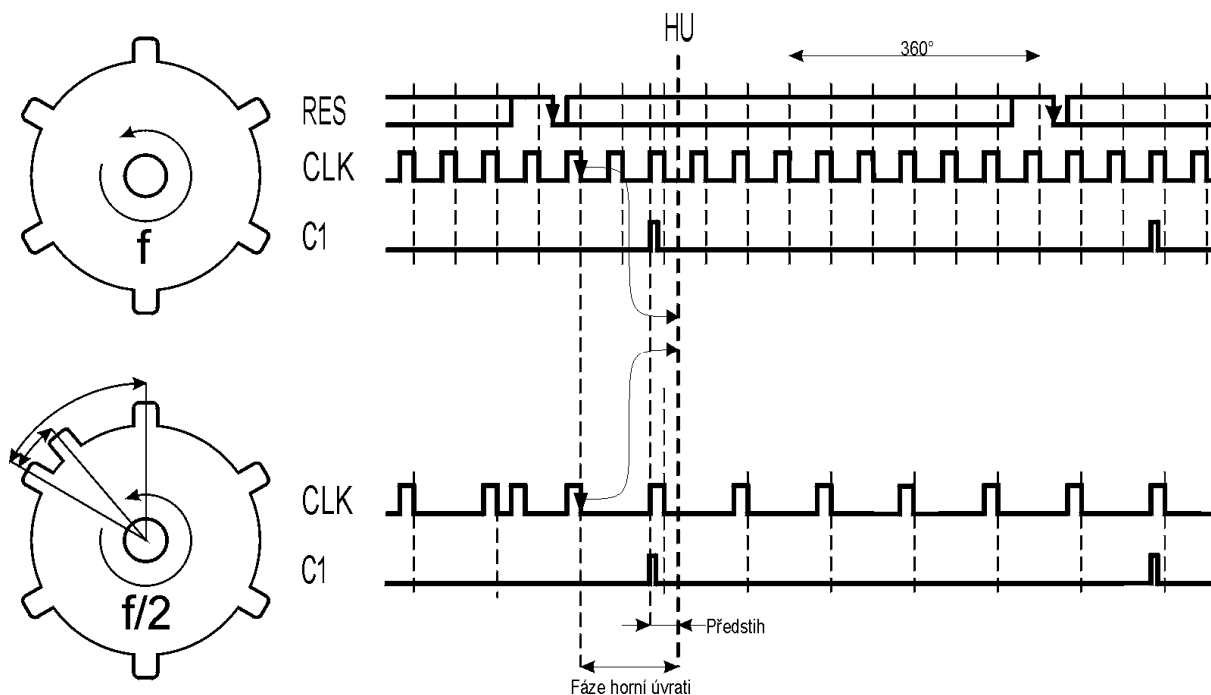 HU
360°
RES
CLK
C1
f
CLK
C1
f/2
Předstih
Fáze horní úvrati